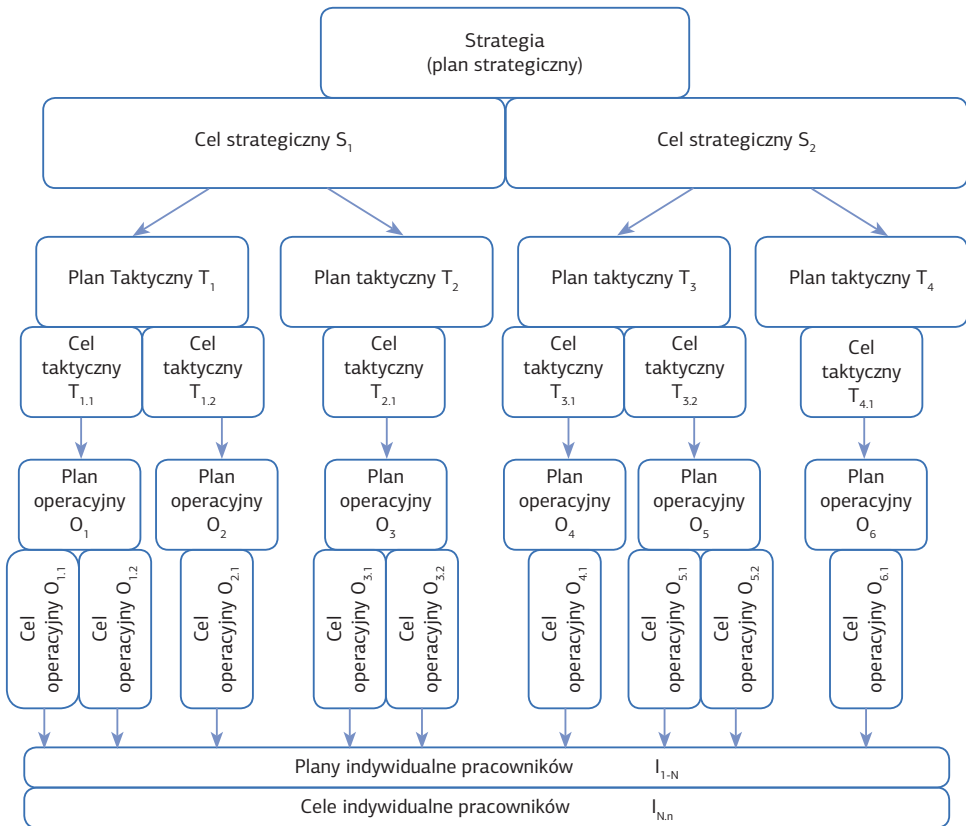 Strategia
(plan strategiczny)
Cel strategiczny S₁
Cel strategiczny S₂
Plan Taktyczny T₁
Plan taktyczny T₂
Plan taktyczny T₃
Plan taktyczny T₄
Cel
taktyczny
T₁.₁
Cel
taktyczny
T₁.₂
Cel
taktyczny
T₂.₁
Cel
taktyczny
T₃.₁
Cel
taktyczny
T₃.₂
Cel
taktyczny
T₄.₁
Plan
operacyjny
O₁
Plan
operacyjny
O₂
Plan
operacyjny
O₃
Plan
operacyjny
O₄
Plan
operacyjny
O₅
Plan
operacyjny
O₆
Cel
operacyjny O₁.₁
Cel
operacyjny O₁.₂
Cel
operacyjny O₂.₁
Cel
operacyjny O₃.₁
Cel
operacyjny O₃.₂
Cel
operacyjny O₄.₁
Cel
operacyjny O₅.₁
Cel
operacyjny O₅.₂
Cel
operacyjny O₆.₁
Plany indywidualne pracowników I₁-N
Cele indywidualne pracowników IN.n